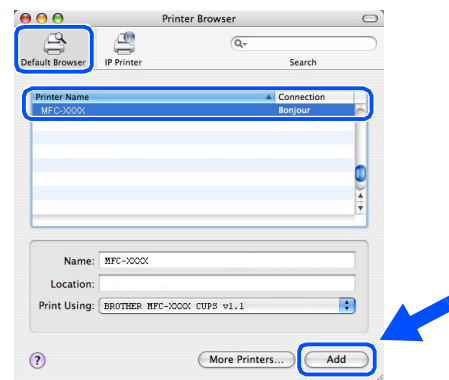 Printer Browser
Default Browser
IP Printer
Search
Printer Name
Connection
MFC-XXXX
Bonjour
Name: MFC-XXXX
Location:
Print Using: BROTHER MFC-XXXX CUPS v1.1
?
More Printers...
Add